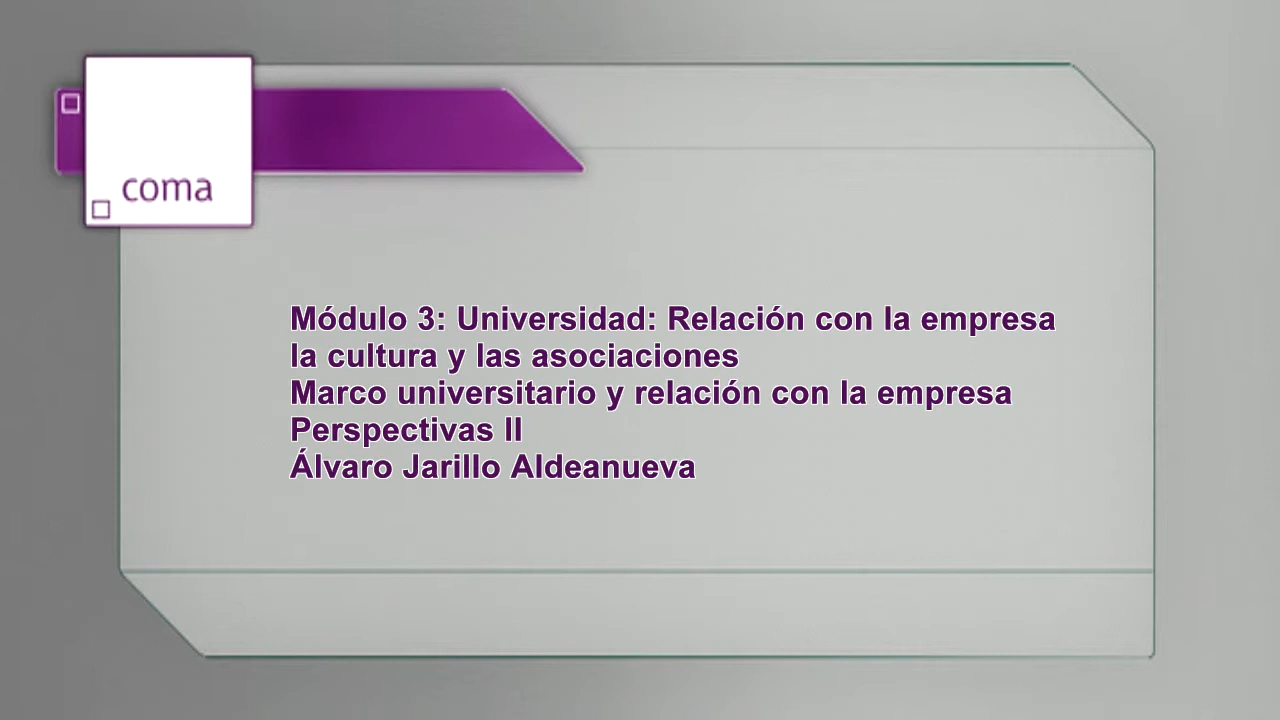 coma
Módulo 3: Universidad: Relación con la empresa
la cultura y las asociaciones
Marco universitario y relación con la empresa
Perspectivas II
Álvaro Jarillo Aldeanueva